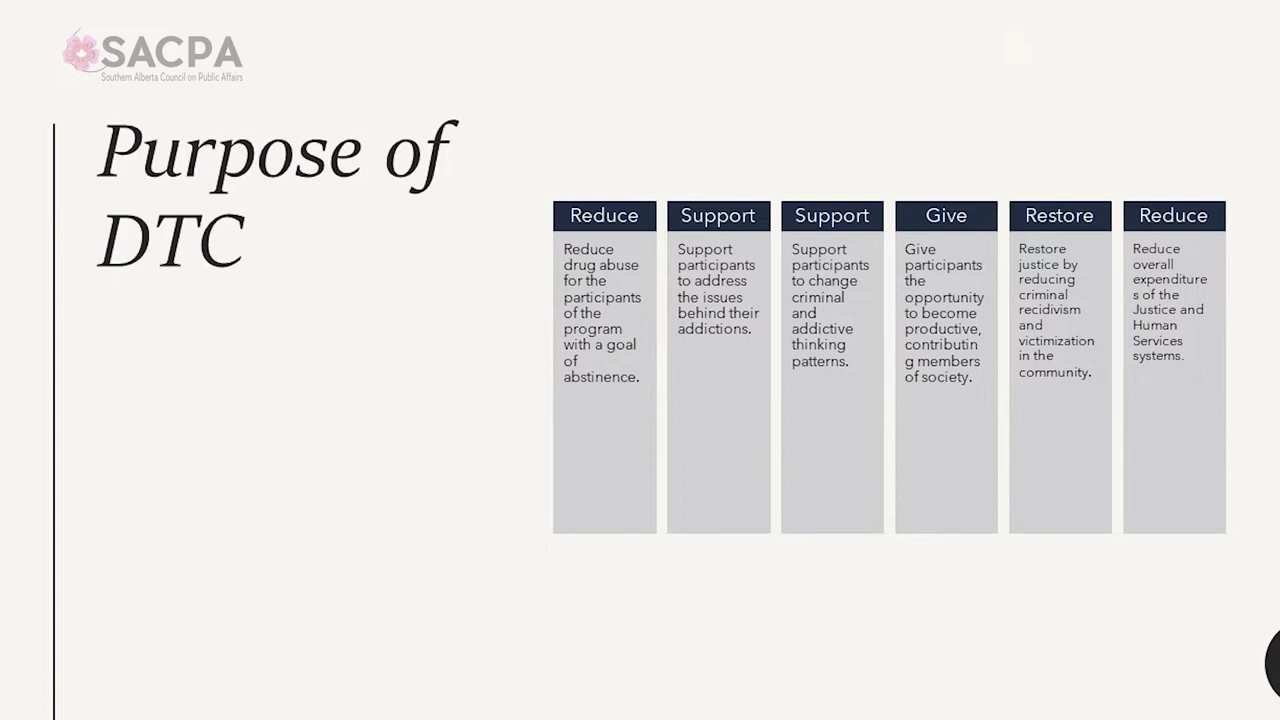 SACPA
Southern Alberta Council on Public Affairs
Purpose of
DTC
Reduce
Reduce
drug abuse
for the
participants
of the
program
with a goal
of
abstinence.
Support
Support
participants
to address
the issues
behind their
addictions.
Support
Support
participants
to change
criminal
and
addictive
thinking
patterns.
Give
Give
participants
the
opportunity
to become
productive,
contributin
g members
of society.
Restore
Restore
justice by
reducing
criminal
recidivism
and
victimization
in the
community.
Reduce
Reduce
overall
expenditure
s of the
Justice and
Human
Services
systems.